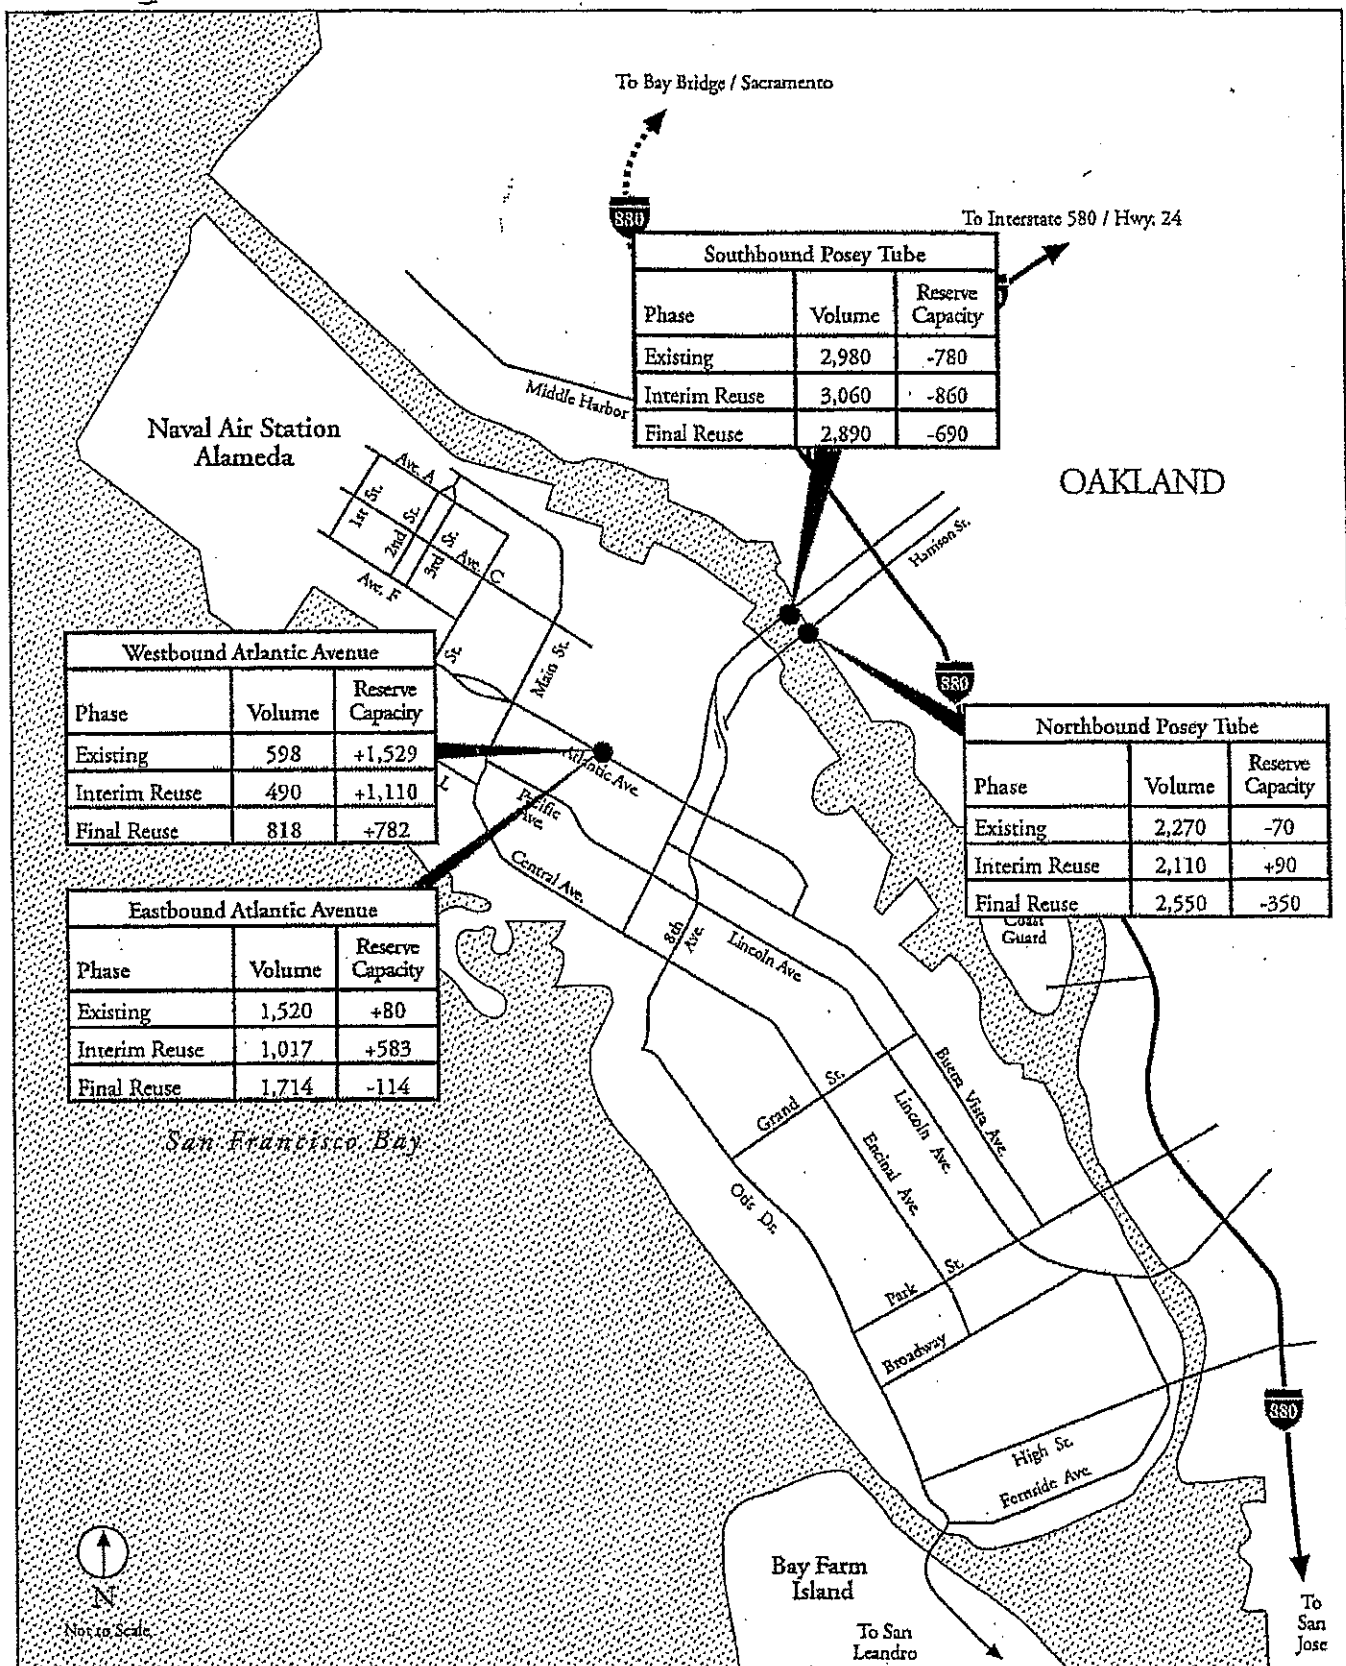 To Bay Bridge / Sacramento
880
To Interstate 580 / Hwy. 24
Southbound Posey Tube
Phase Volume Reserve Capacity
Existing 2,980 -780
Interim Reuse 3,060 -860
Final Reuse 2,890 -690
Middle Harbor
Naval Air Station
Alameda
OAKLAND
Ave. A
1st St.
2nd St.
3rd St.
Ave. C
Ave. F
Harrison St.
St.
Main St.
880
Westbound Atlantic Avenue
Phase Volume Reserve Capacity
Existing 598 +1,529
Interim Reuse 490 +1,110
Final Reuse 818 +782
Northbound Posey Tube
Phase Volume Reserve Capacity
Existing 2,270 -70
Interim Reuse 2,110 +90
Final Reuse 2,550 -350
Atlantic Ave.
Pacific Ave.
Central Ave.
Eastbound Atlantic Avenue
Phase Volume Reserve Capacity
Existing 1,520 +80
Interim Reuse 1,017 +583
Final Reuse 1,714 -114
Coast
Guard
8th Ave.
Lincoln Ave.
San Francisco Bay
Grand St.
Buena Vista Ave.
Lincoln Ave.
Encinal Ave.
Otis Dr.
Park St.
Broadway
880
High St.
Fernside Ave.
Bay Farm
Island
N
Not to Scale
To San
Leandro
To
San
Jose